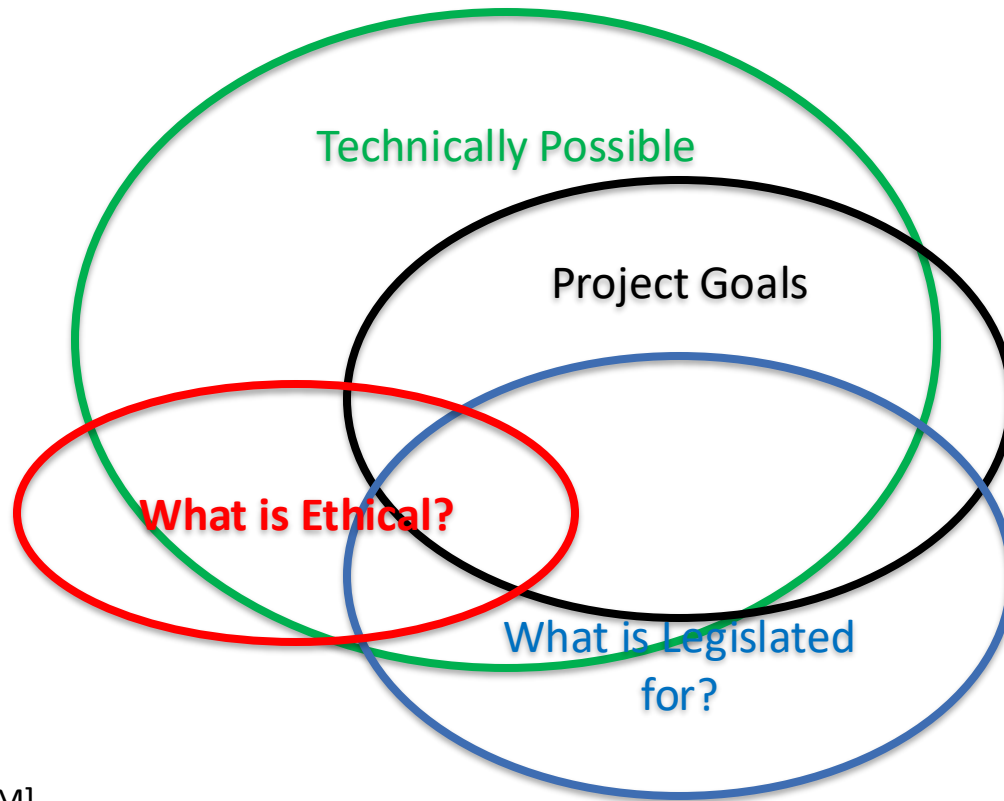 Technically Possible
Project Goals
What is Ethical?
What is Legislated
for?
M]